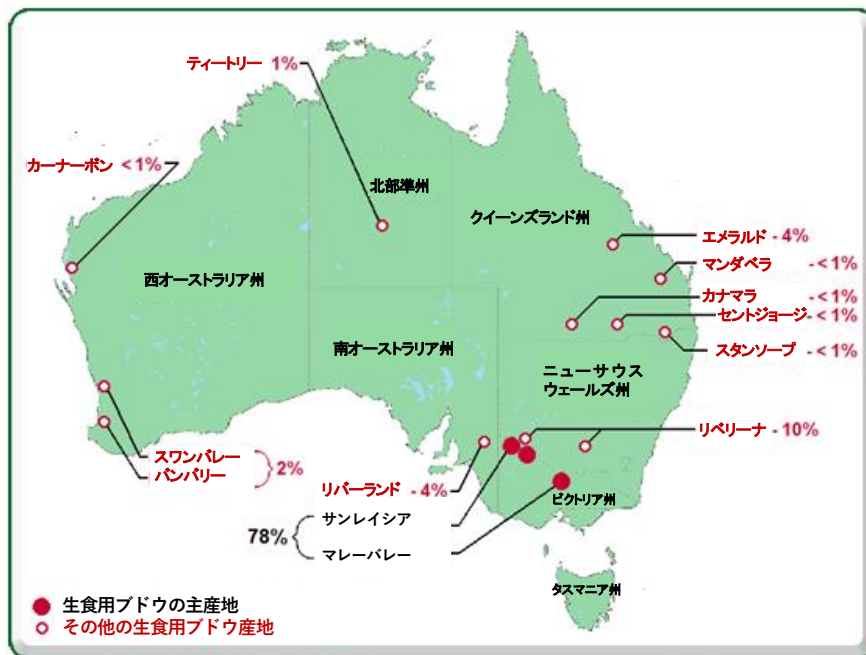 ティートリー 1%
カーナーボン <1%
北部準州
クイーンズランド州
エメラルド - 4%
マンダベラ - <1%
西オーストラリア州
カナマラ - <1%
セントジョージ - <1%
南オーストラリア州
スタンソープ - <1%
ニューサウス
ウェールズ州
リベリーナ - 10%
スワンバレー
バンバリー
2%
リバーランド - 4%
ビクトリア州
サンレイシア
78%
マレーバレー
タスマニア州
生食用ブドウの主産地
その他の生食用ブドウ産地